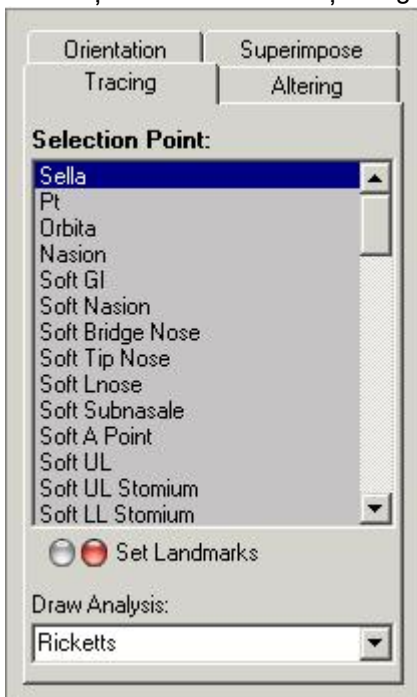 Orientation Superimpose
Tracing Altering
Selection Point:
Sella
Pt
Orbita
Nasion
Soft Gl
Soft Nasion
Soft Bridge Nose
Soft Tip Nose
Soft Lnose
Soft Subnasale
Soft A Point
Soft UL
Soft UL Stomium
Soft LL Stomium
Set Landmarks
Draw Analysis:
Ricketts